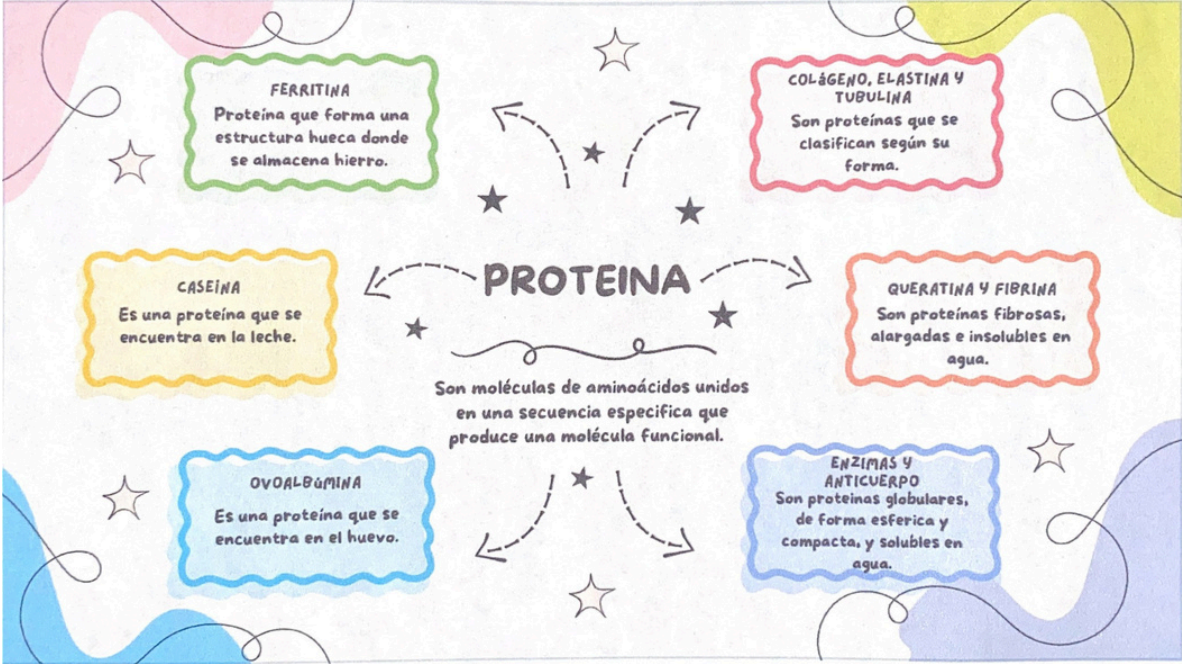 FERRITINA
Proteína que forma una
estructura hueca donde
se almacena hierro.
COLáGENO, ELASTINA Y
TUBULINA
Son proteínas que se
clasifican según su
forma.
CASEíNA
Es una proteína que se
encuentra en la leche.
PROTEINA
Son moléculas de aminoácidos unidos
en una secuencia especifica que
produce una molécula funcional.
QUERATINA Y FIBRINA
Son proteínas fibrosas,
alargadas e insolubles en
agua.
OVOALBúMINA
Es una proteína que se
encuentra en el huevo.
ENZIMAS Y
ANTICUERPO
Son proteinas globulares,
de forma esferica y
compacta, y solubles en
agua.